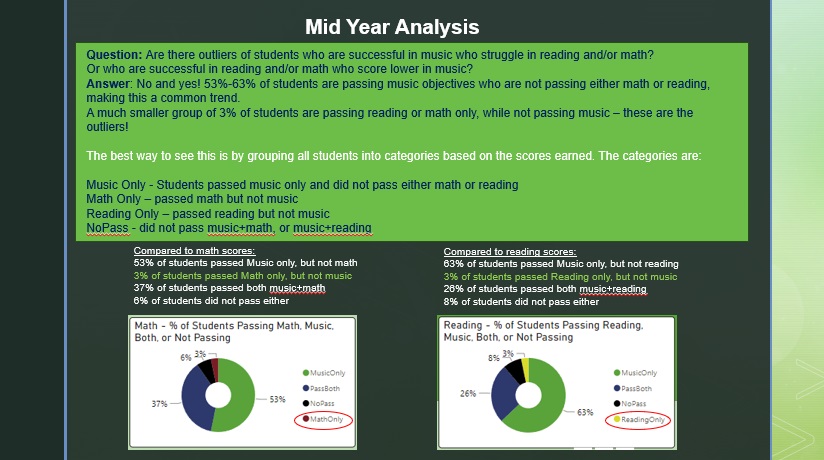 Mid Year Analysis
Question: Are there outliers of students who are successful in music who struggle in reading and/or math?
Or who are successful in reading and/or math who score lower in music?
Answer: No and yes! 53%-63% of students are passing music objectives who are not passing either math or reading,
making this a common trend.
A much smaller group of 3% of students are passing reading or math only, while not passing music – these are the
outliers!
The best way to see this is by grouping all students into categories based on the scores earned. The categories are:
Music Only - Students passed music only and did not pass either math or reading
Math Only – passed math but not music
Reading Only – passed reading but not music
NoPass - did not pass music+math, or music+reading
Compared to math scores:
53% of students passed Music only, but not math
3% of students passed Math only, but not music
37% of students passed both music+math
6% of students did not pass either
Compared to reading scores:
63% of students passed Music only, but not reading
3% of students passed Reading only, but not music
26% of students passed both music+reading
8% of students did not pass either
Math - % of Students Passing Math, Music,
Both, or Not Passing
6%
3%
37%
53%
MusicOnly
PassBoth
NoPass
MathOnly
Reading - % of Students Passing Reading,
Music, Both, or Not Passing
8%
3%
26%
63%
MusicOnly
PassBoth
NoPass
ReadingOnly